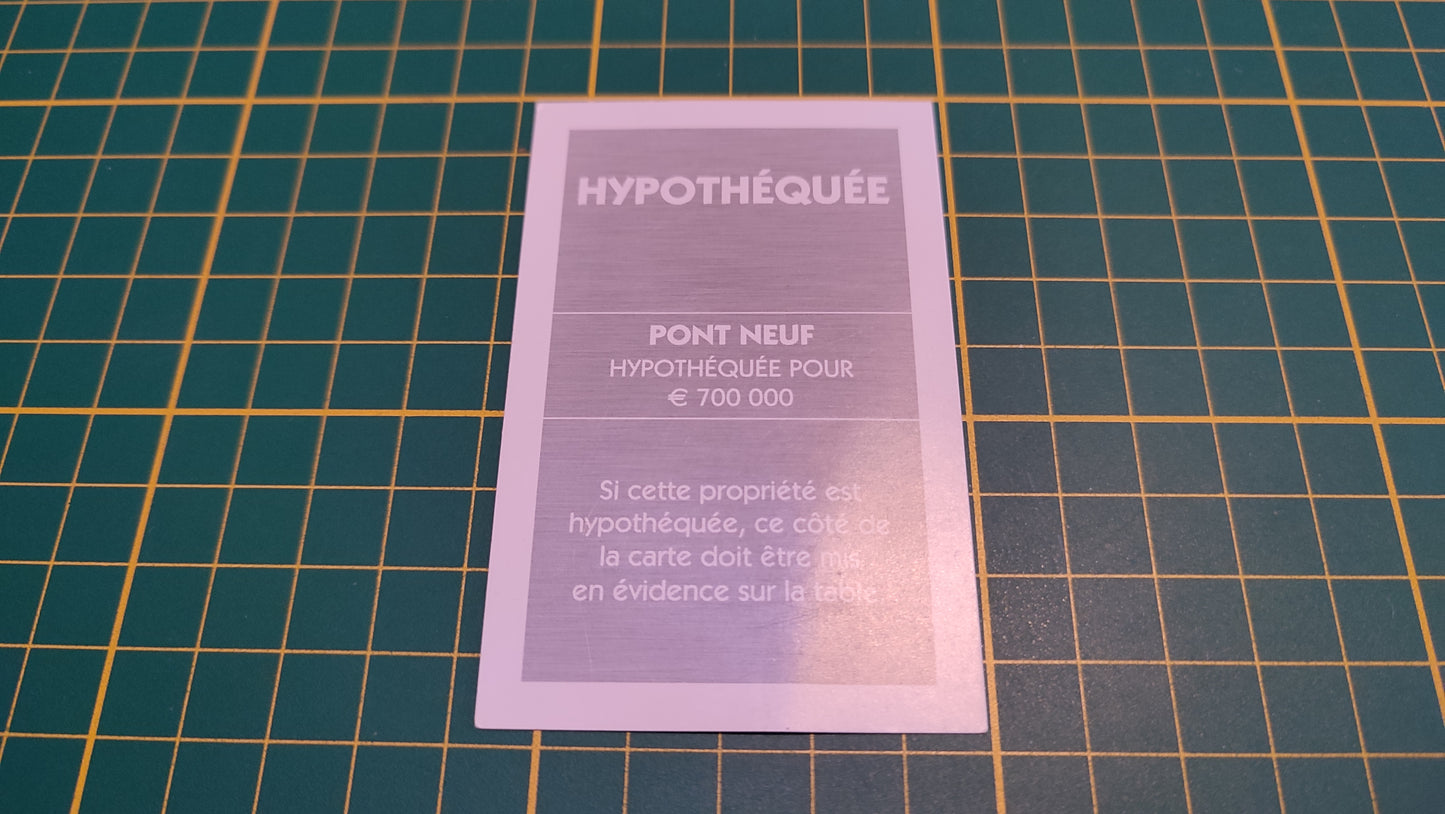 HYPOTHÉQUÉE
PONT NEUF
HYPOTHÉQUÉE POUR
€ 700 000
Si cette propriété est
hypothéquée, ce côté de
la carte doit être mis
en évidence sur la table